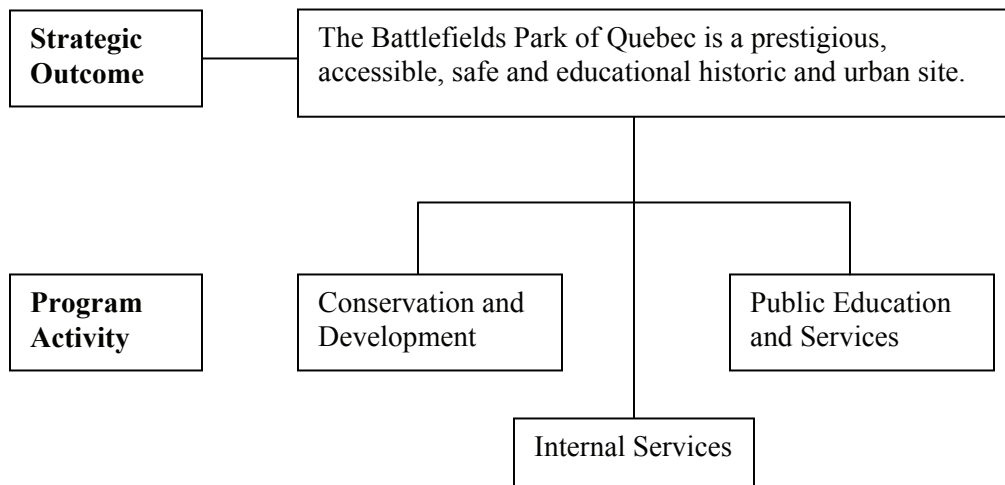 Strategic
Outcome
The Battlefields Park of Quebec is a prestigious,
accessible, safe and educational historic and urban site.
Program
Activity
Conservation and
Development
Public Education
and Services
Internal Services